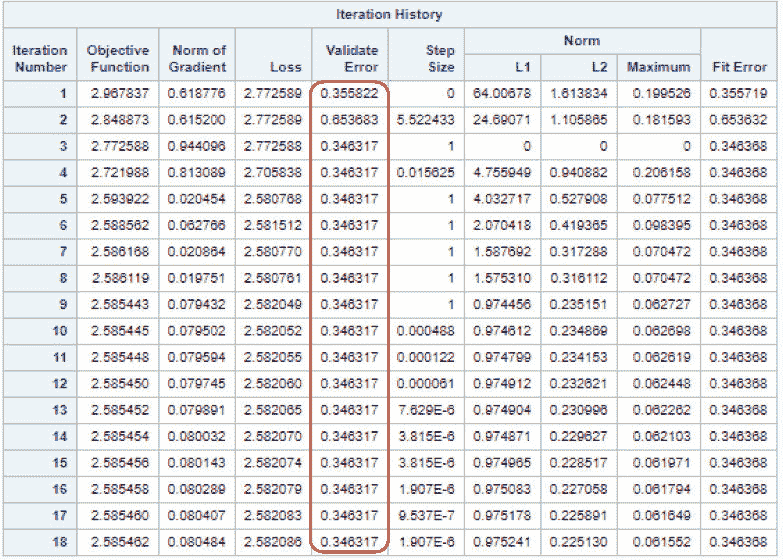 Iteration History
Iteration Number Objective Function Norm of Gradient Loss Validate Error Step Size Norm L1 L2 Maximum Fit Error
1 2.967837 0.618776 2.772589 0.355822 0 64.00678 1.613834 0.199526 0.355719
2 2.848873 0.615200 2.772589 0.653683 5.522433 24.69071 1.105865 0.181593 0.653632
3 2.772588 0.944096 2.772588 0.346317 1 0 0 0 0.346368
4 2.721988 0.813089 2.705838 0.346317 0.015625 4.755949 0.940882 0.206158 0.346368
5 2.593922 0.020454 2.580768 0.346317 1 4.032717 0.527908 0.077512 0.346368
6 2.588562 0.062766 2.581512 0.346317 1 2.070418 0.419365 0.098395 0.346368
7 2.586168 0.020864 2.580770 0.346317 1 1.587692 0.317288 0.070472 0.346368
8 2.586119 0.019751 2.580761 0.346317 1 1.575310 0.316112 0.070472 0.346368
9 2.585443 0.079432 2.582049 0.346317 1 0.974456 0.235151 0.062727 0.346368
10 2.585445 0.079502 2.582052 0.346317 0.000488 0.974612 0.234869 0.062698 0.346368
11 2.585448 0.079594 2.582055 0.346317 0.000122 0.974799 0.234153 0.062619 0.346368
12 2.585450 0.079745 2.582060 0.346317 0.000061 0.974912 0.232621 0.062448 0.346368
13 2.585452 0.079891 2.582065 0.346317 7.629E-6 0.974904 0.230996 0.062262 0.346368
14 2.585454 0.080032 2.582070 0.346317 3.815E-6 0.974871 0.229627 0.062103 0.346368
15 2.585456 0.080143 2.582074 0.346317 3.815E-6 0.974965 0.228517 0.061971 0.346368
16 2.585458 0.080289 2.582079 0.346317 1.907E-6 0.975083 0.227058 0.061794 0.346368
17 2.585460 0.080407 2.582083 0.346317 9.537E-7 0.975178 0.225891 0.061649 0.346368
18 2.585462 0.080484 2.582086 0.346317 1.907E-6 0.975241 0.225130 0.061552 0.346368